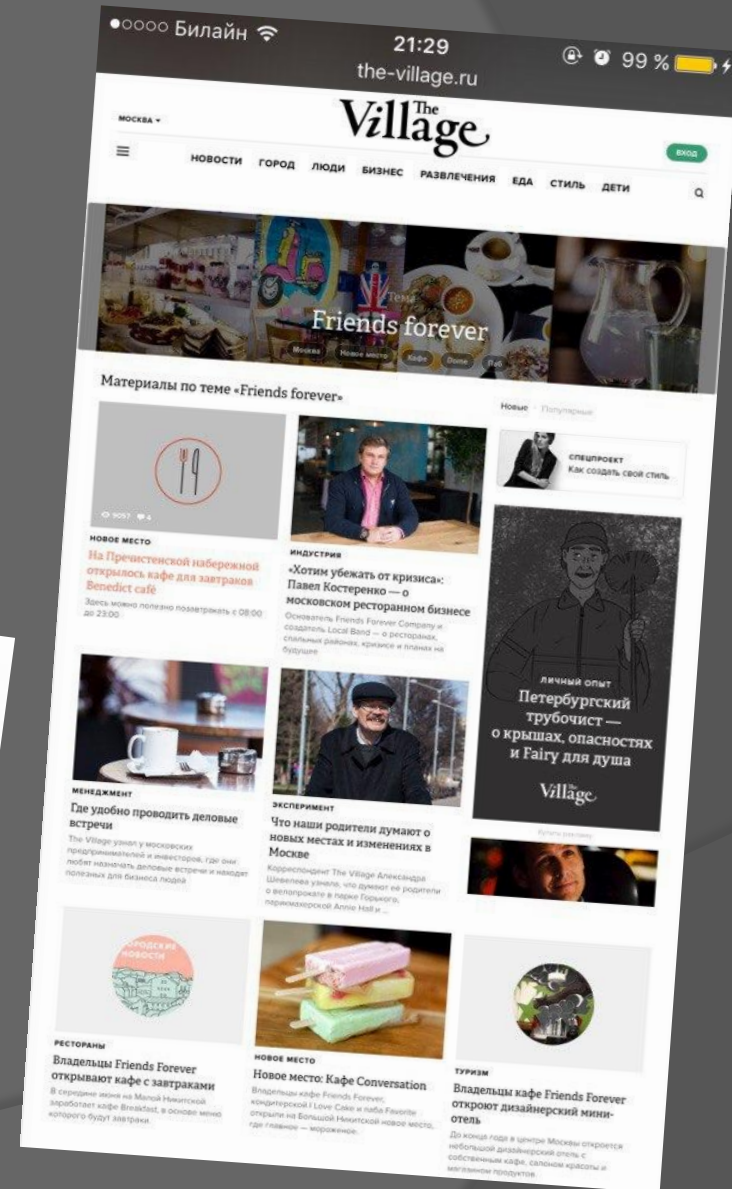 Билайн 21:29 99 %
the-village.ru
МОСКВА
The Village
ВХОД
НОВОСТИ ГОРОД ЛЮДИ БИЗНЕС РАЗВЛЕЧЕНИЯ ЕДА СТИЛЬ ДЕТИ
Тема
Friends forever
Москва Новое место Кафе Dome Паб
Материалы по теме «Friends forever»
Новые Популярные
СПЕЦПРОЕКТ
Как создать свой стиль
9057 4
НОВОЕ МЕСТО
На Пречистенской набережной
открылось кафе для завтраков
Benedict café
Здесь можно полезно позавтракать с 08:00
до 23:00
ИНДУСТРИЯ
«Хотим убежать от кризиса»:
Павел Костеренко — о
московском ресторанном бизнесе
Основатель Friends Forever Company и
создатель Local Band — о ресторанах,
спальных районах, кризисе и планах на
будущее
ЛИЧНЫЙ ОПЫТ
Петербургский
трубочист —
о крышах, опасностях
и Fairy для душа
The Village
Купить рекламу
МЕНЕДЖМЕНТ
Где удобно проводить деловые
встречи
The Village узнал у московских
предпринимателей и инвесторов, где они
любят назначать деловые встречи и находят
полезных для бизнеса людей
ЭКСПЕРИМЕНТ
Что наши родители думают о
новых местах и изменениях в
Москве
Корреспондент The Village Александра
Шевелева узнала, что думают её родители
о велопрокате в парке Горького,
парикмахерской Annie Hall и ...
ГОРОДСКИЕ
НОВОСТИ
РЕСТОРАНЫ
Владельцы Friends Forever
открывают кафе с завтраками
В середине июня на Малой Никитской
заработает кафе Breakfast, в основе меню
которого будут завтраки.
НОВОЕ МЕСТО
Новое место: Кафе Conversation
Владельцы кафе Friends Forever,
кондитерской I Love Cake и паба Favorite
открыли на Большой Никитской новое место,
где главное — мороженое.
ТУРИЗМ
Владельцы кафе Friends Forever
откроют дизайнерский мини-
отель
До конца года в центре Москвы откроется
небольшой дизайнерский отель с
собственным кафе, салоном красоты и
магазином продуктов.